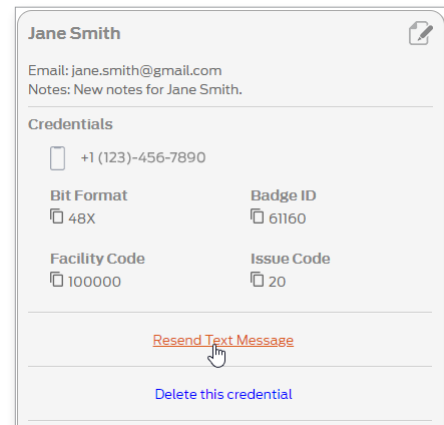 Jane Smith
Email: jane.smith@gmail.com
Notes: New notes for Jane Smith.
Credentials
+1 (123)-456-7890
Bit Format
Badge ID
48X
61160
Facility Code
Issue Code
100000
20
Resend Text Message
Delete this credential